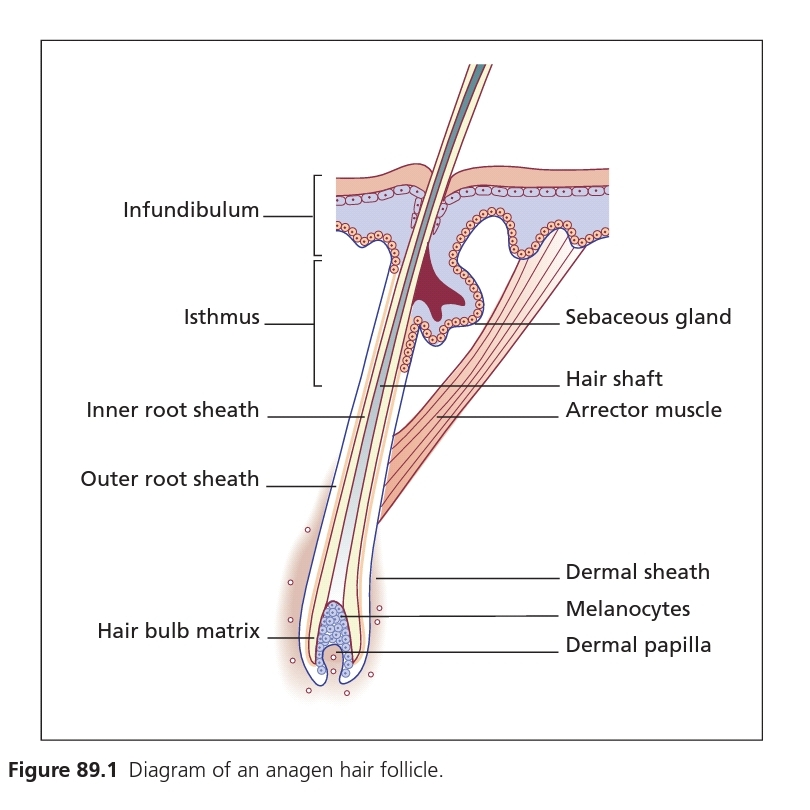 Infundibulum
Isthmus
Sebaceous gland
Hair shaft
Inner root sheath
Arrector muscle
Outer root sheath
Dermal sheath
Melanocytes
Hair bulb matrix
Dermal papilla
Figure 89.1 Diagram of an anagen hair follicle.